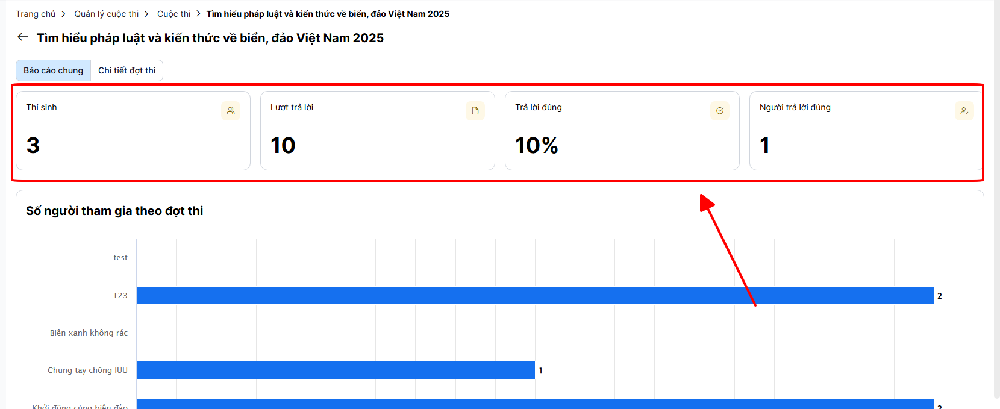 Trang chủ > Quản lý cuộc thi > Cuộc thi > Tìm hiểu pháp luật và kiến thức về biển, đảo Việt Nam 2025
← Tìm hiểu pháp luật và kiến thức về biển, đảo Việt Nam 2025
Báo cáo chung Chi tiết đợt thi
Thí sinh Lượt trả lời Trả lời đúng Người trả lời đúng
3 10 10% 1
Số người tham gia theo đợt thi
test
123 2
Biển xanh không rác
Chung tay chống IUU 1
Khởi động cùng biển đảo 2